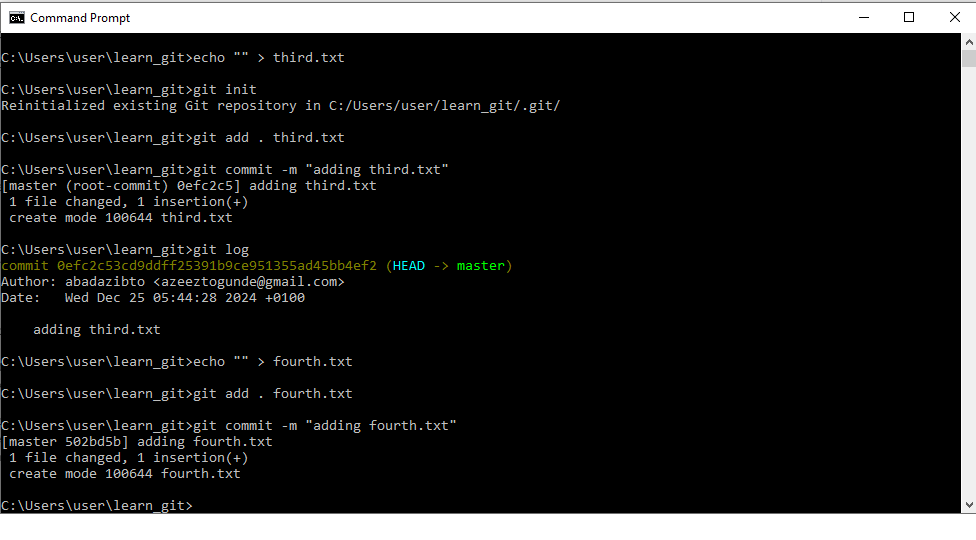 Command Prompt
C:\Users\user\learn_git>echo "" > third.txt
C:\Users\user\learn_git>git init
Reinitialized existing Git repository in C:/Users/user/learn_git/.git/
C:\Users\user\learn_git>git add . third.txt
C:\Users\user\learn_git>git commit -m "adding third.txt"
[master (root-commit) 0efc2c5] adding third.txt
 1 file changed, 1 insertion(+)
 create mode 100644 third.txt
C:\Users\user\learn_git>git log
commit 0efc2c53cd9ddff25391b9ce951355ad45bb4ef2 (HEAD -> master)
Author: abadazibto <azeeztogunde@gmail.com>
Date:   Wed Dec 25 05:44:28 2024 +0100
    adding third.txt
C:\Users\user\learn_git>echo "" > fourth.txt
C:\Users\user\learn_git>git add . fourth.txt
C:\Users\user\learn_git>git commit -m "adding fourth.txt"
[master 502bd5b] adding fourth.txt
 1 file changed, 1 insertion(+)
 create mode 100644 fourth.txt
C:\Users\user\learn_git>